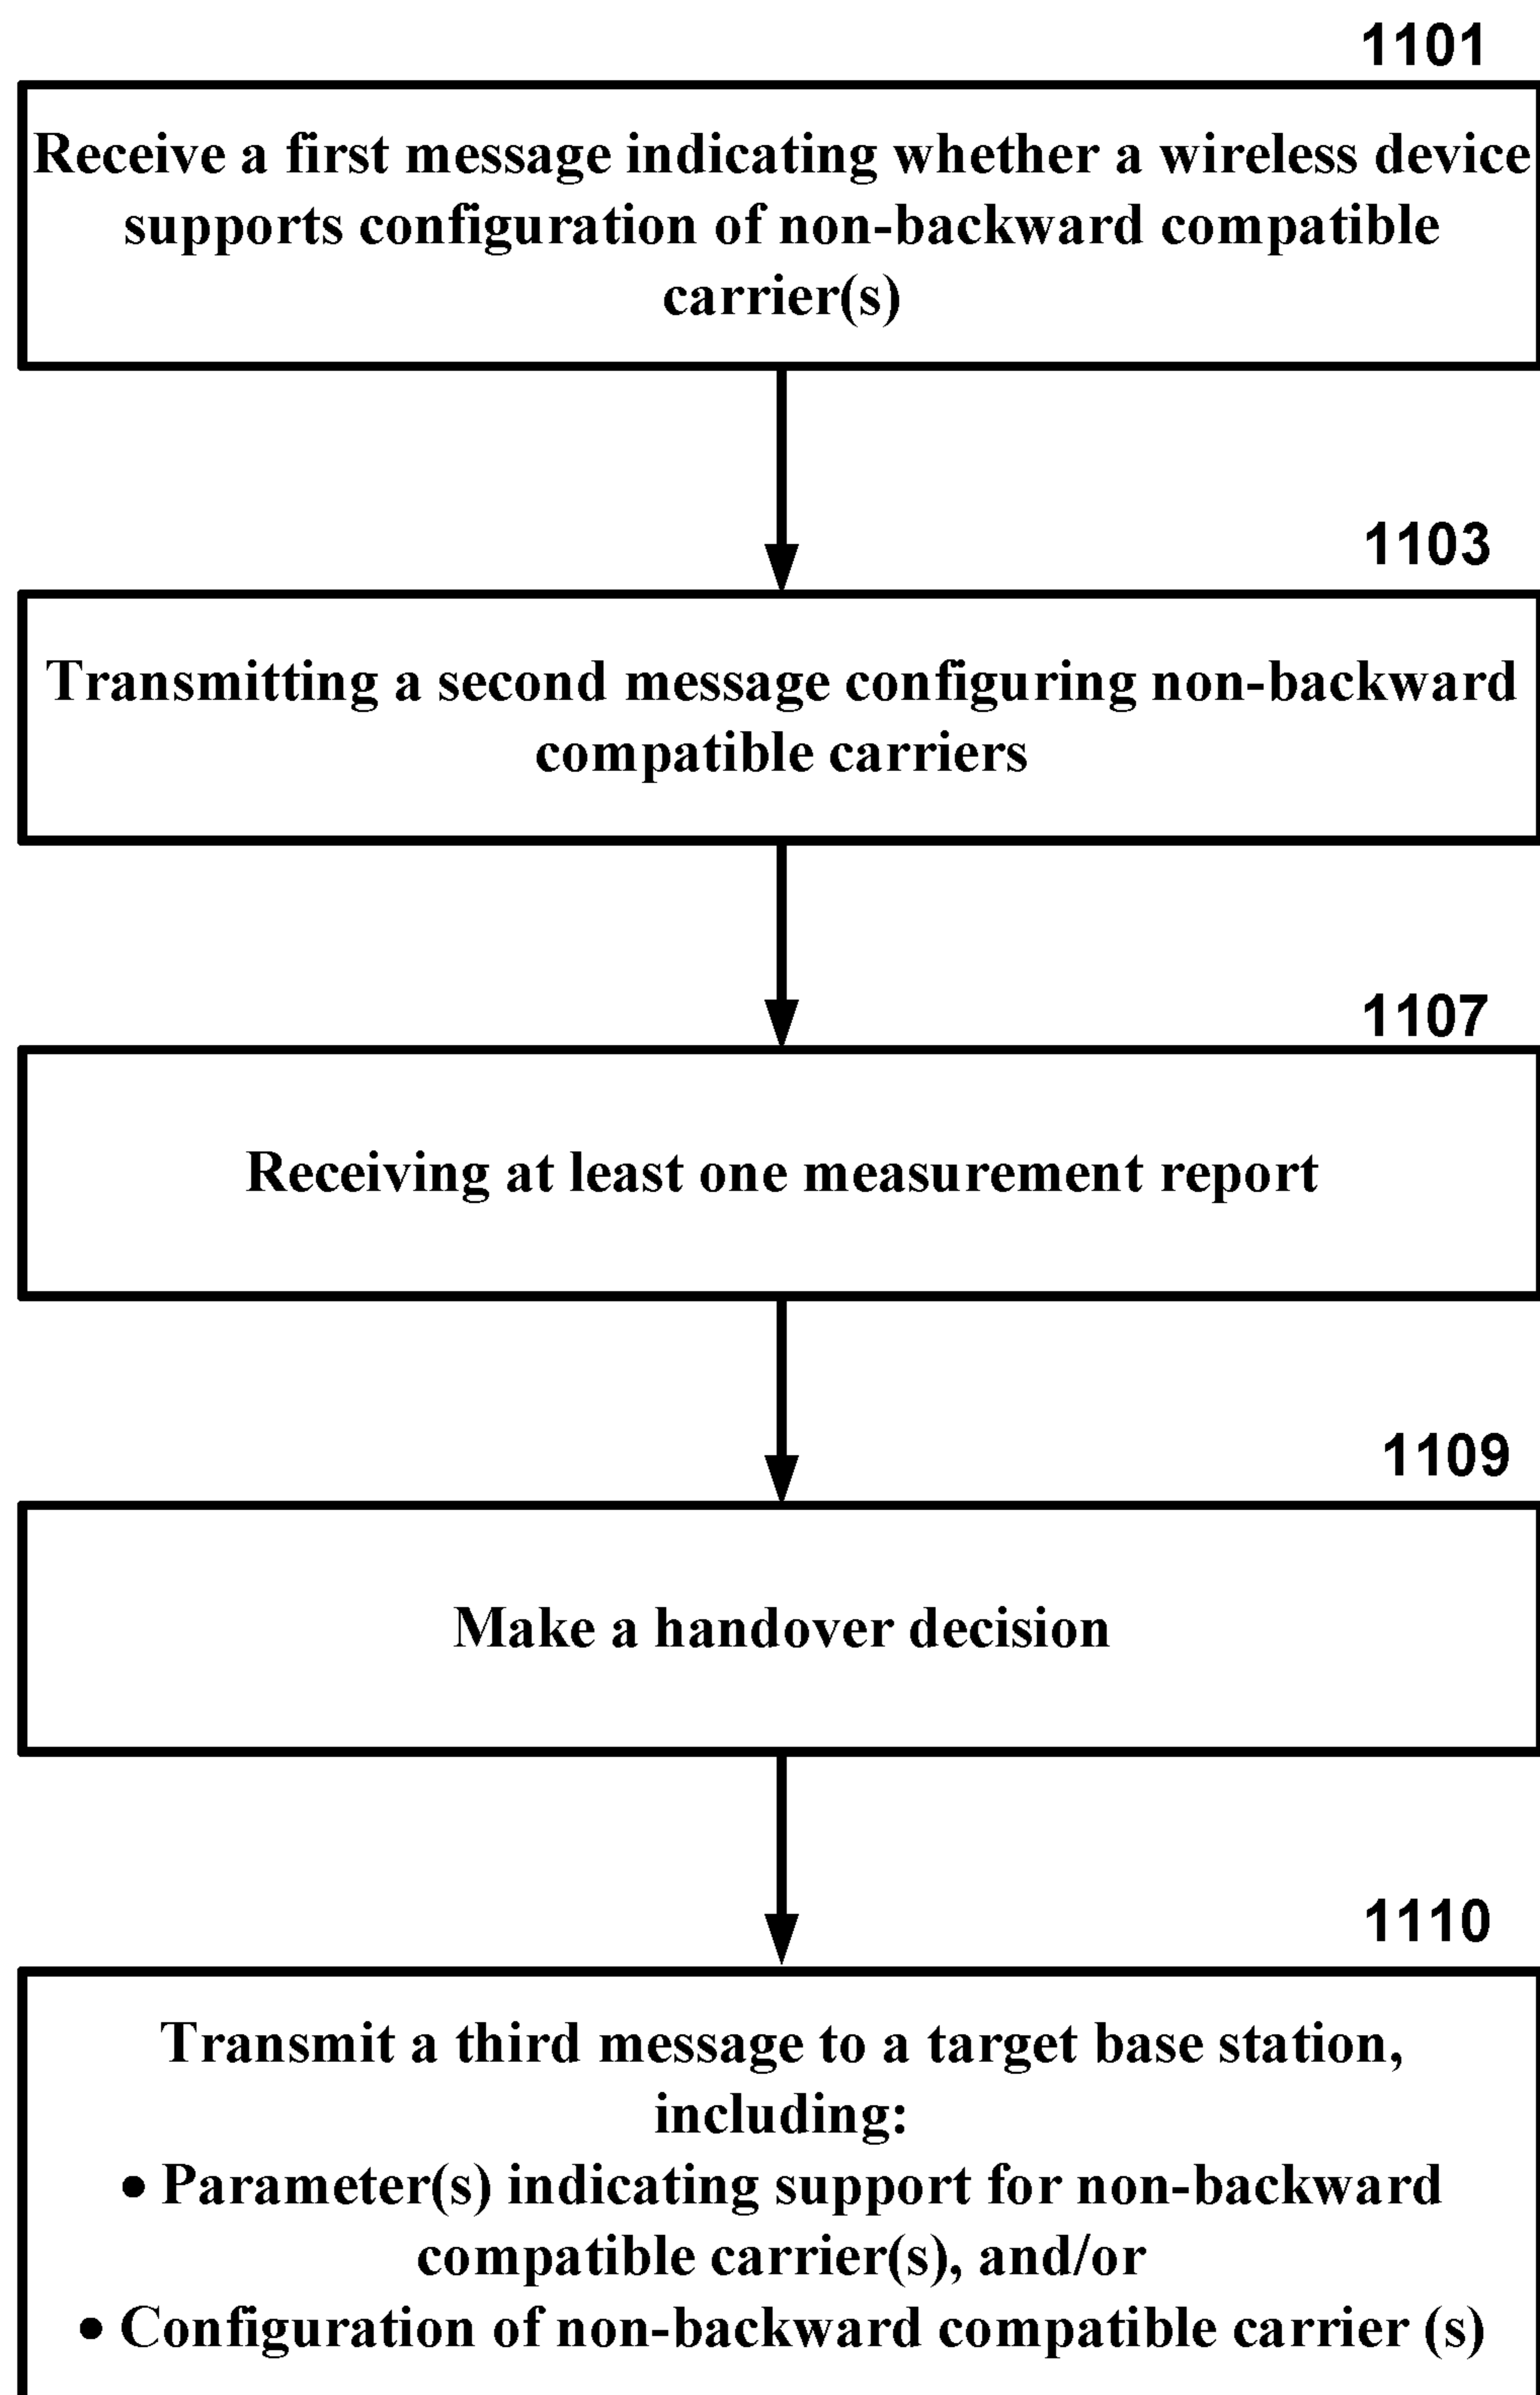 1101
Receive a first message indicating whether a wireless device
supports configuration of non-backward compatible
carrier(s)
1103
Transmitting a second message configuring non-backward
compatible carriers
1107
Receiving at least one measurement report
1109
Make a handover decision
1110
Transmit a third message to a target base station,
including:
• Parameter(s) indicating support for non-backward
compatible carrier(s), and/or
• Configuration of non-backward compatible carrier (s)